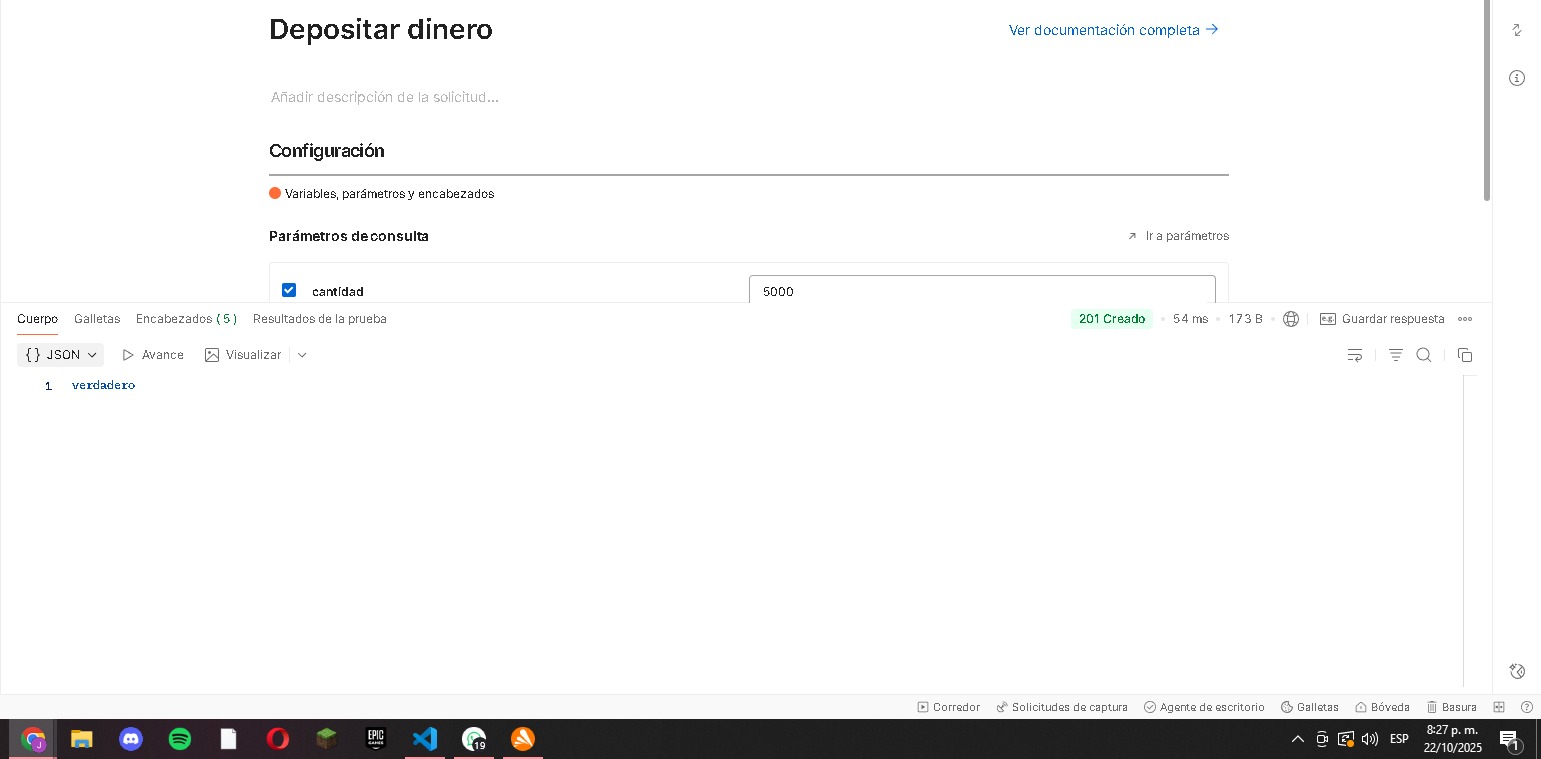 Depositar dinero
Ver documentación completa →
Añadir descripción de la solicitud...
Configuración
Variables, parámetros y encabezados
Parámetros de consulta
Ir a parámetros
cantidad
5000
Cuerpo Galletas Encabezados (5) Resultados de la prueba
201 Creado • 54 ms • 173 B
e.g. Guardar respuesta
{} JSON Avance Visualizar
1 verdadero
Corredor Solicitudes de captura Agente de escritorio Galletas Bóveda Basura
J
EPIC GAMES
19
ESP
8:27 p. m.
22/10/2025
1